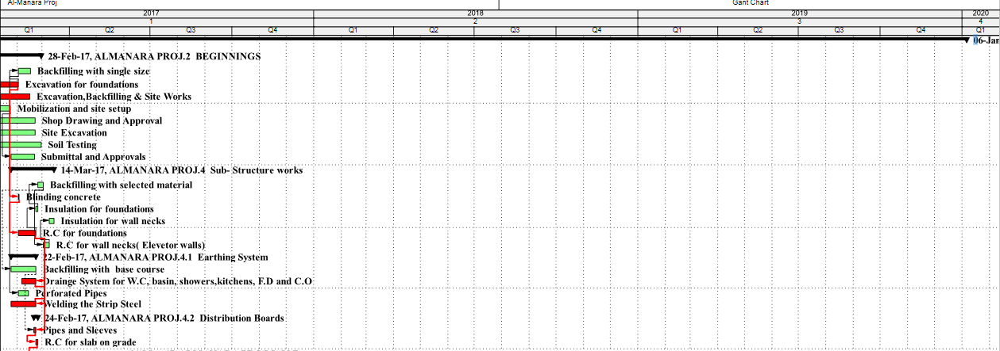 Al-Manara Proj Gant Chart
2017 2018 2019 2020
1 2 3 4
Q1 Q2 Q3 Q4 Q1 Q2 Q3 Q4 Q1 Q2 Q3 Q4 Q1
06-Jan
28-Feb-17, ALMANARA PROJ.2 BEGINNINGS
Backfilling with single size
Excavation for foundations
Excavation,Backfilling & Site Works
Mobilization and site setup
Shop Drawing and Approval
Site Excavation
Soil Testing
Submittal and Approvals
14-Mar-17, ALMANARA PROJ.4 Sub- Structure works
Backfilling with selected material
Blinding concrete
Insulation for foundations
Insulation for wall necks
R.C for foundations
R.C for wall necks( Elevetor walls)
22-Feb-17, ALMANARA PROJ.4.1 Earthing System
Backfilling with base course
Drainge System for W.C, basin, showers,kitchens, F.D and C.O
Perforated Pipes
Welding the Strip Steel
24-Feb-17, ALMANARA PROJ.4.2 Distribution Boards
Pipes and Sleeves
R.C for slab on grade